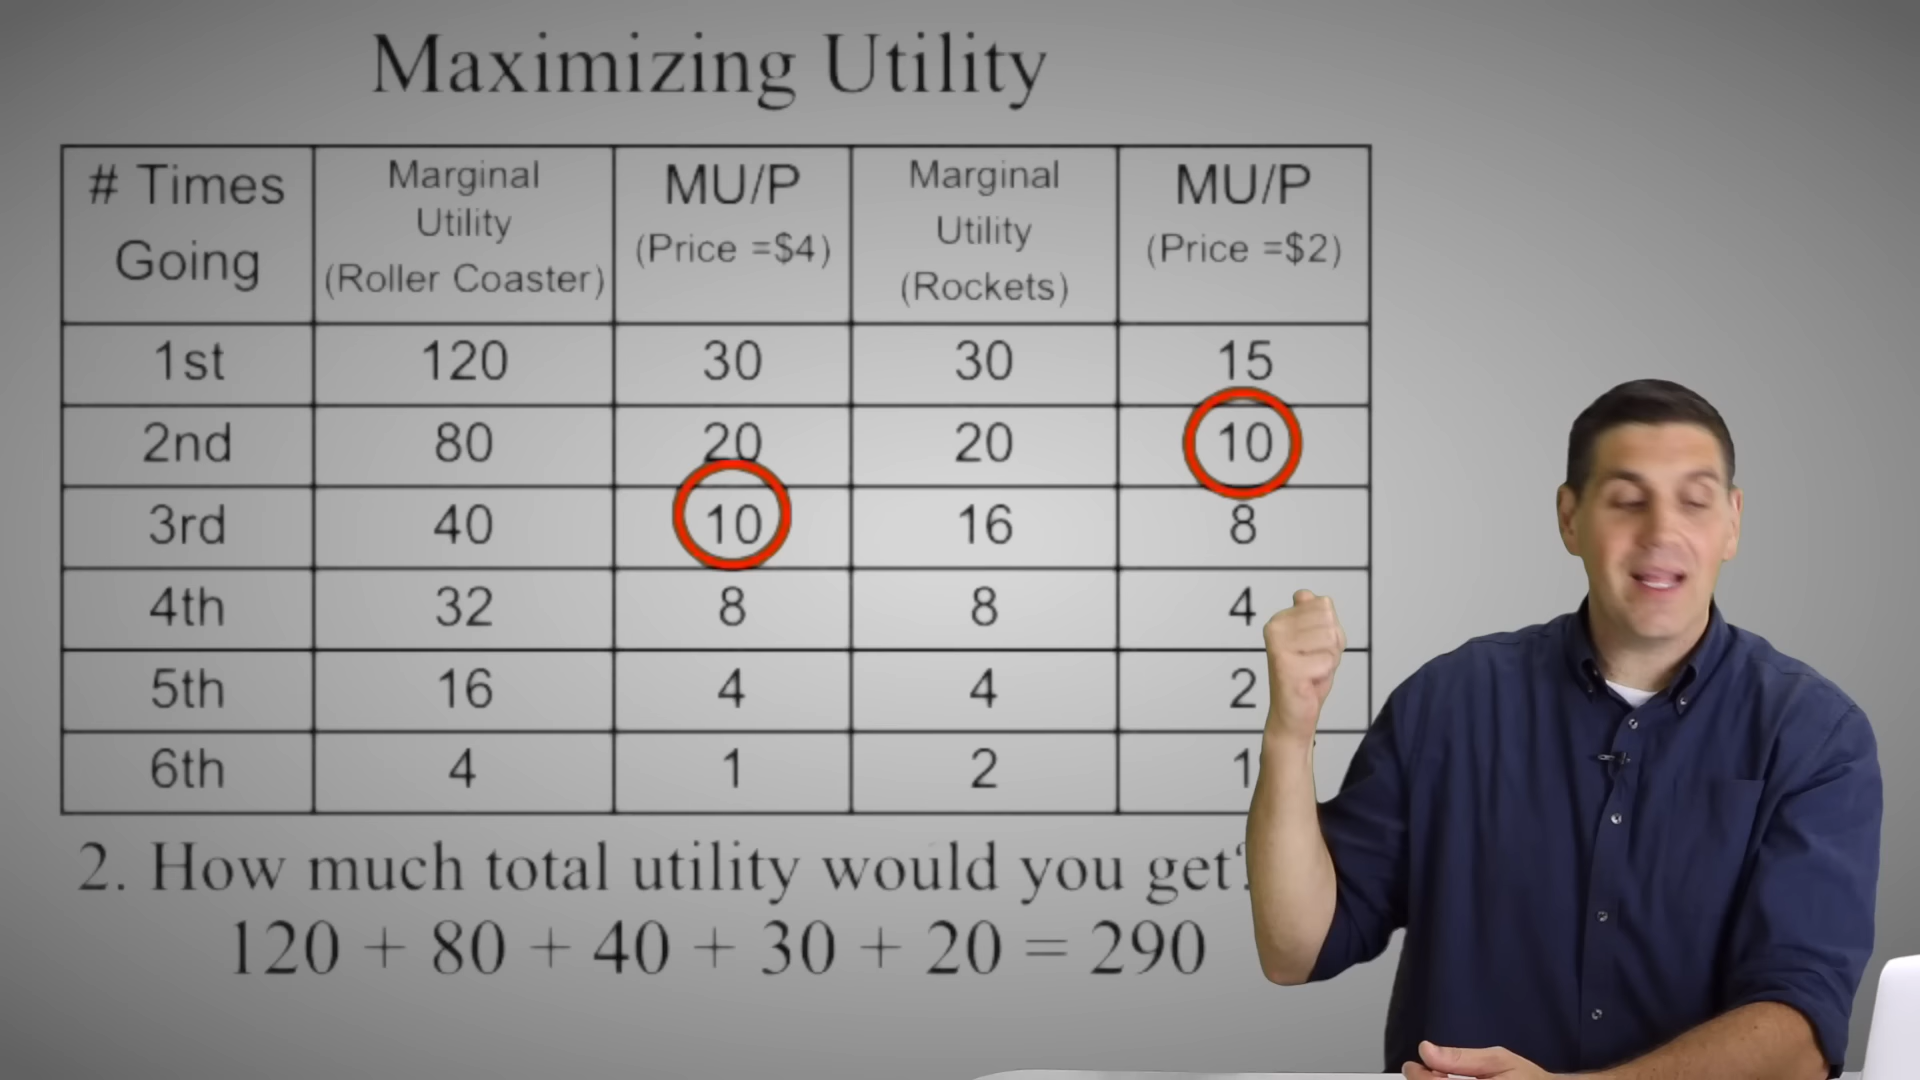 Maximizing Utility
# Times Going | Marginal Utility (Roller Coaster) | MU/P (Price =$4) | Marginal Utility (Rockets) | MU/P (Price =$2)
1st | 120 | 30 | 30 | 15
2nd | 80 | 20 | 20 | 10
3rd | 40 | 10 | 16 | 8
4th | 32 | 8 | 8 | 4
5th | 16 | 4 | 4 | 2
6th | 4 | 1 | 2 | 1
2. How much total utility would you get?
120 + 80 + 40 + 30 + 20 = 290